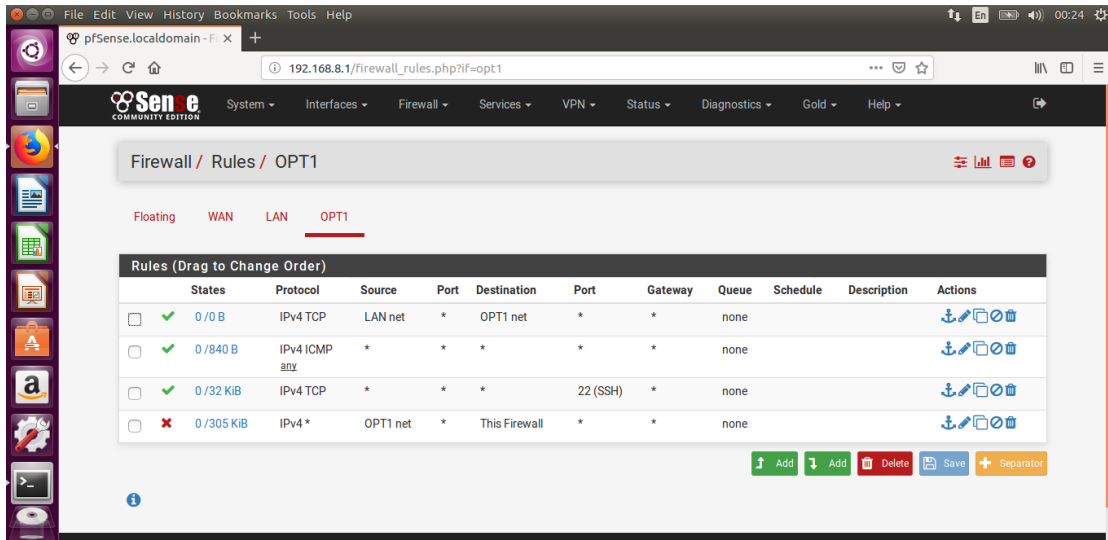 File Edit View History Bookmarks Tools Help En 00:24
pfSense.localdomain - Fi
192.168.8.1/firewall_rules.php?if=opt1
Sense System Interfaces Firewall Services VPN Status Diagnostics Gold Help
COMMUNITY EDITION
Firewall / Rules / OPT1
Floating WAN LAN OPT1
Rules (Drag to Change Order)
States Protocol Source Port Destination Port Gateway Queue Schedule Description Actions
0 /0 B IPv4 TCP LAN net * OPT1 net * * none
0 /840 B IPv4 ICMP * * * * * none
any
0 /32 KiB IPv4 TCP * * * 22 (SSH) * none
0 /305 KiB IPv4 * OPT1 net * This Firewall * * none
Add Add Delete Save Separator